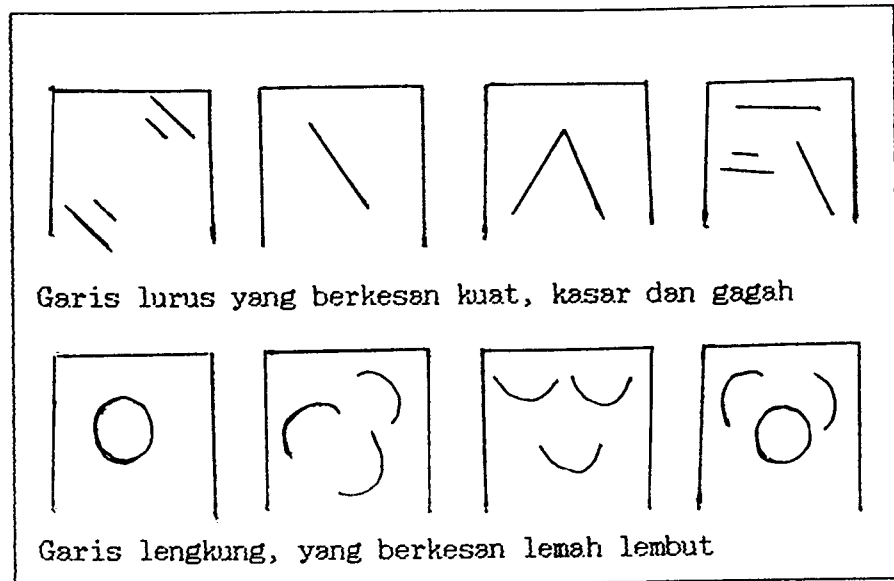 Garis lurus yang berkesan kuat, kasar dan gagah
Garis lengkung, yang berkesan lemah lembut